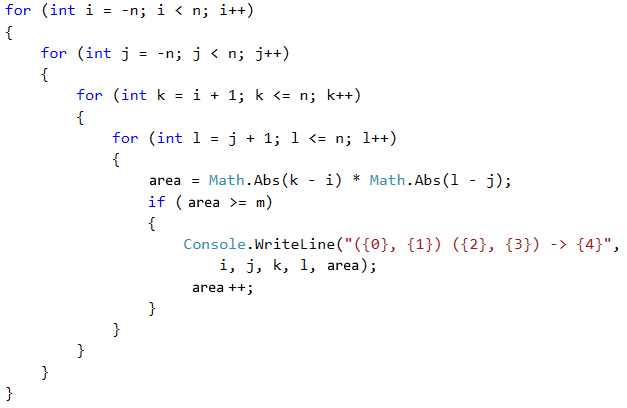 for (int i = -n; i < n; i++)
{
    for (int j = -n; j < n; j++)
    {
        for (int k = i + 1; k <= n; k++)
        {
            for (int l = j + 1; l <= n; l++)
            {
                area = Math.Abs(k - i) * Math.Abs(l - j);
                if ( area >= m)
                {
                    Console.WriteLine("({0}, {1}) ({2}, {3}) -> {4}",
                        i, j, k, l, area);
                     area ++;
                }
            }
        }
    }
}